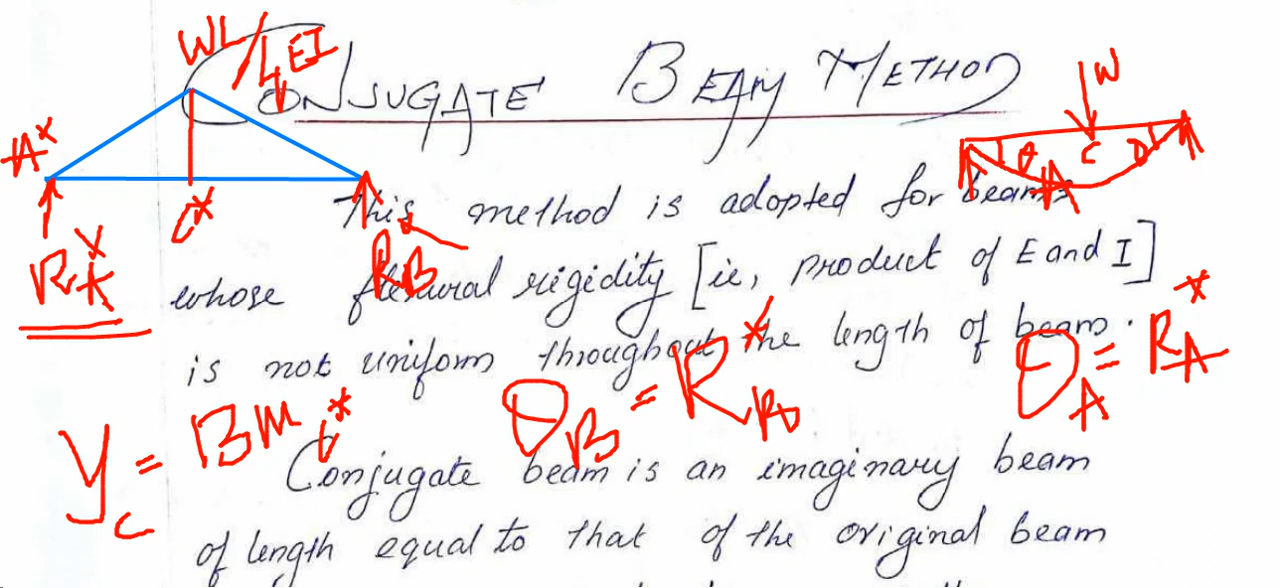 WL/4EI
CONJUGATE BEAM METHOD
W
A*
θ C
C*
This method is adopted for beams
R*A
RB
whose flexural rigidity [ie, product of E and I]
is not uniform throughout the length of beam.
θA = R*A
θB = R*B
yc = BMc*
Conjugate beam is an imaginary beam
of length equal to that of the original beam